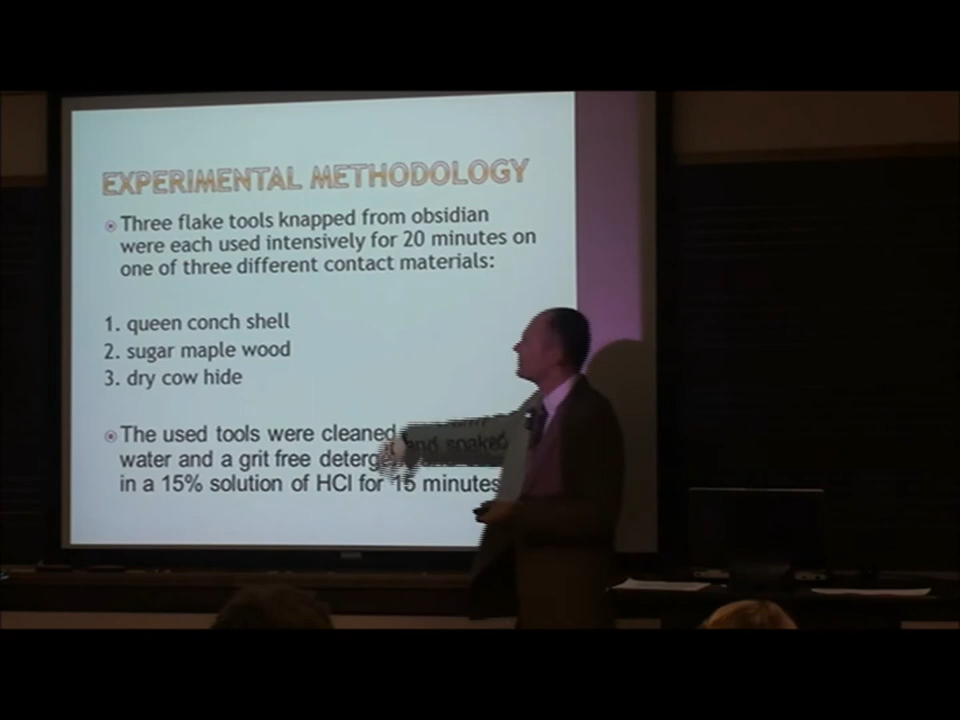 EXPERIMENTAL METHODOLOGY
Three flake tools knapped from obsidian
were each used intensively for 20 minutes on
one of three different contact materials:
1. queen conch shell
2. sugar maple wood
3. dry cow hide
The used tools were cleaned
water and a grit free and soaked
in a 15% solution of HCl for 15 minutes